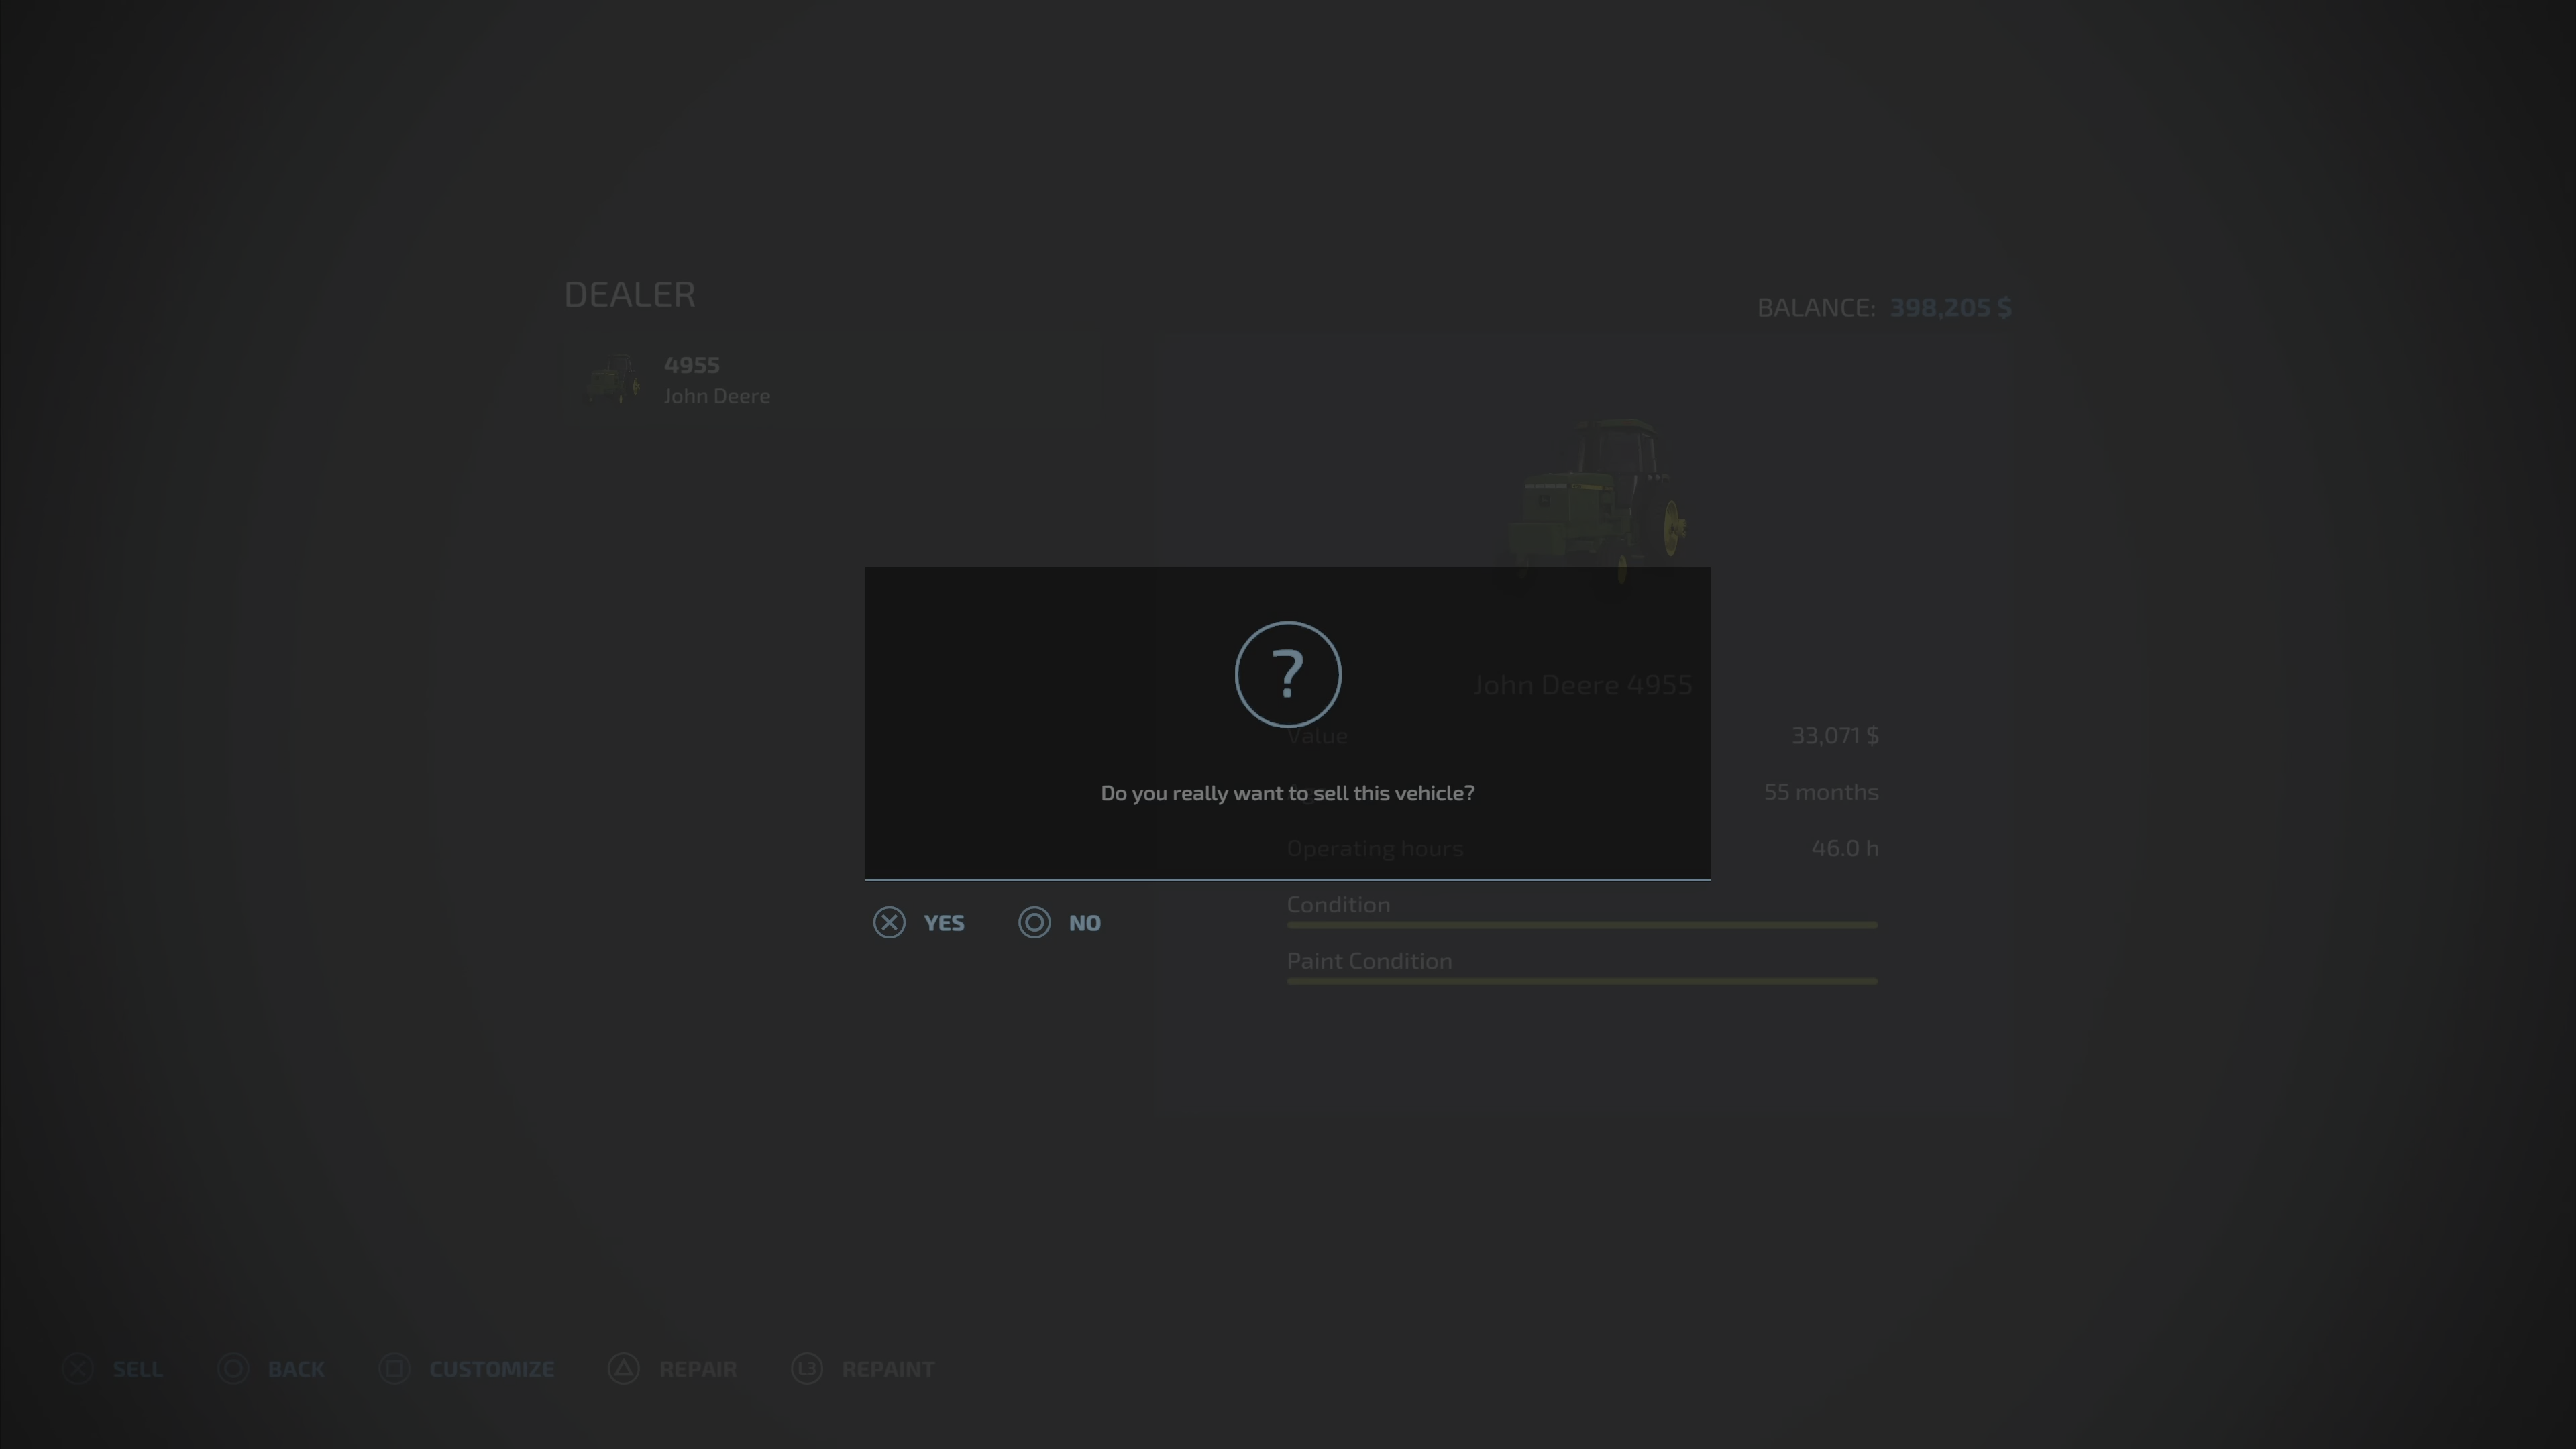 DEALER
BALANCE: 398,205 $
4955
John Deere
?
John Deere 4955
Value 33,071 $
Do you really want to sell this vehicle?
55 months
Operating hours 46.0 h
Condition
YES NO
Paint Condition
SELL BACK CUSTOMIZE REPAIR L3 REPAINT